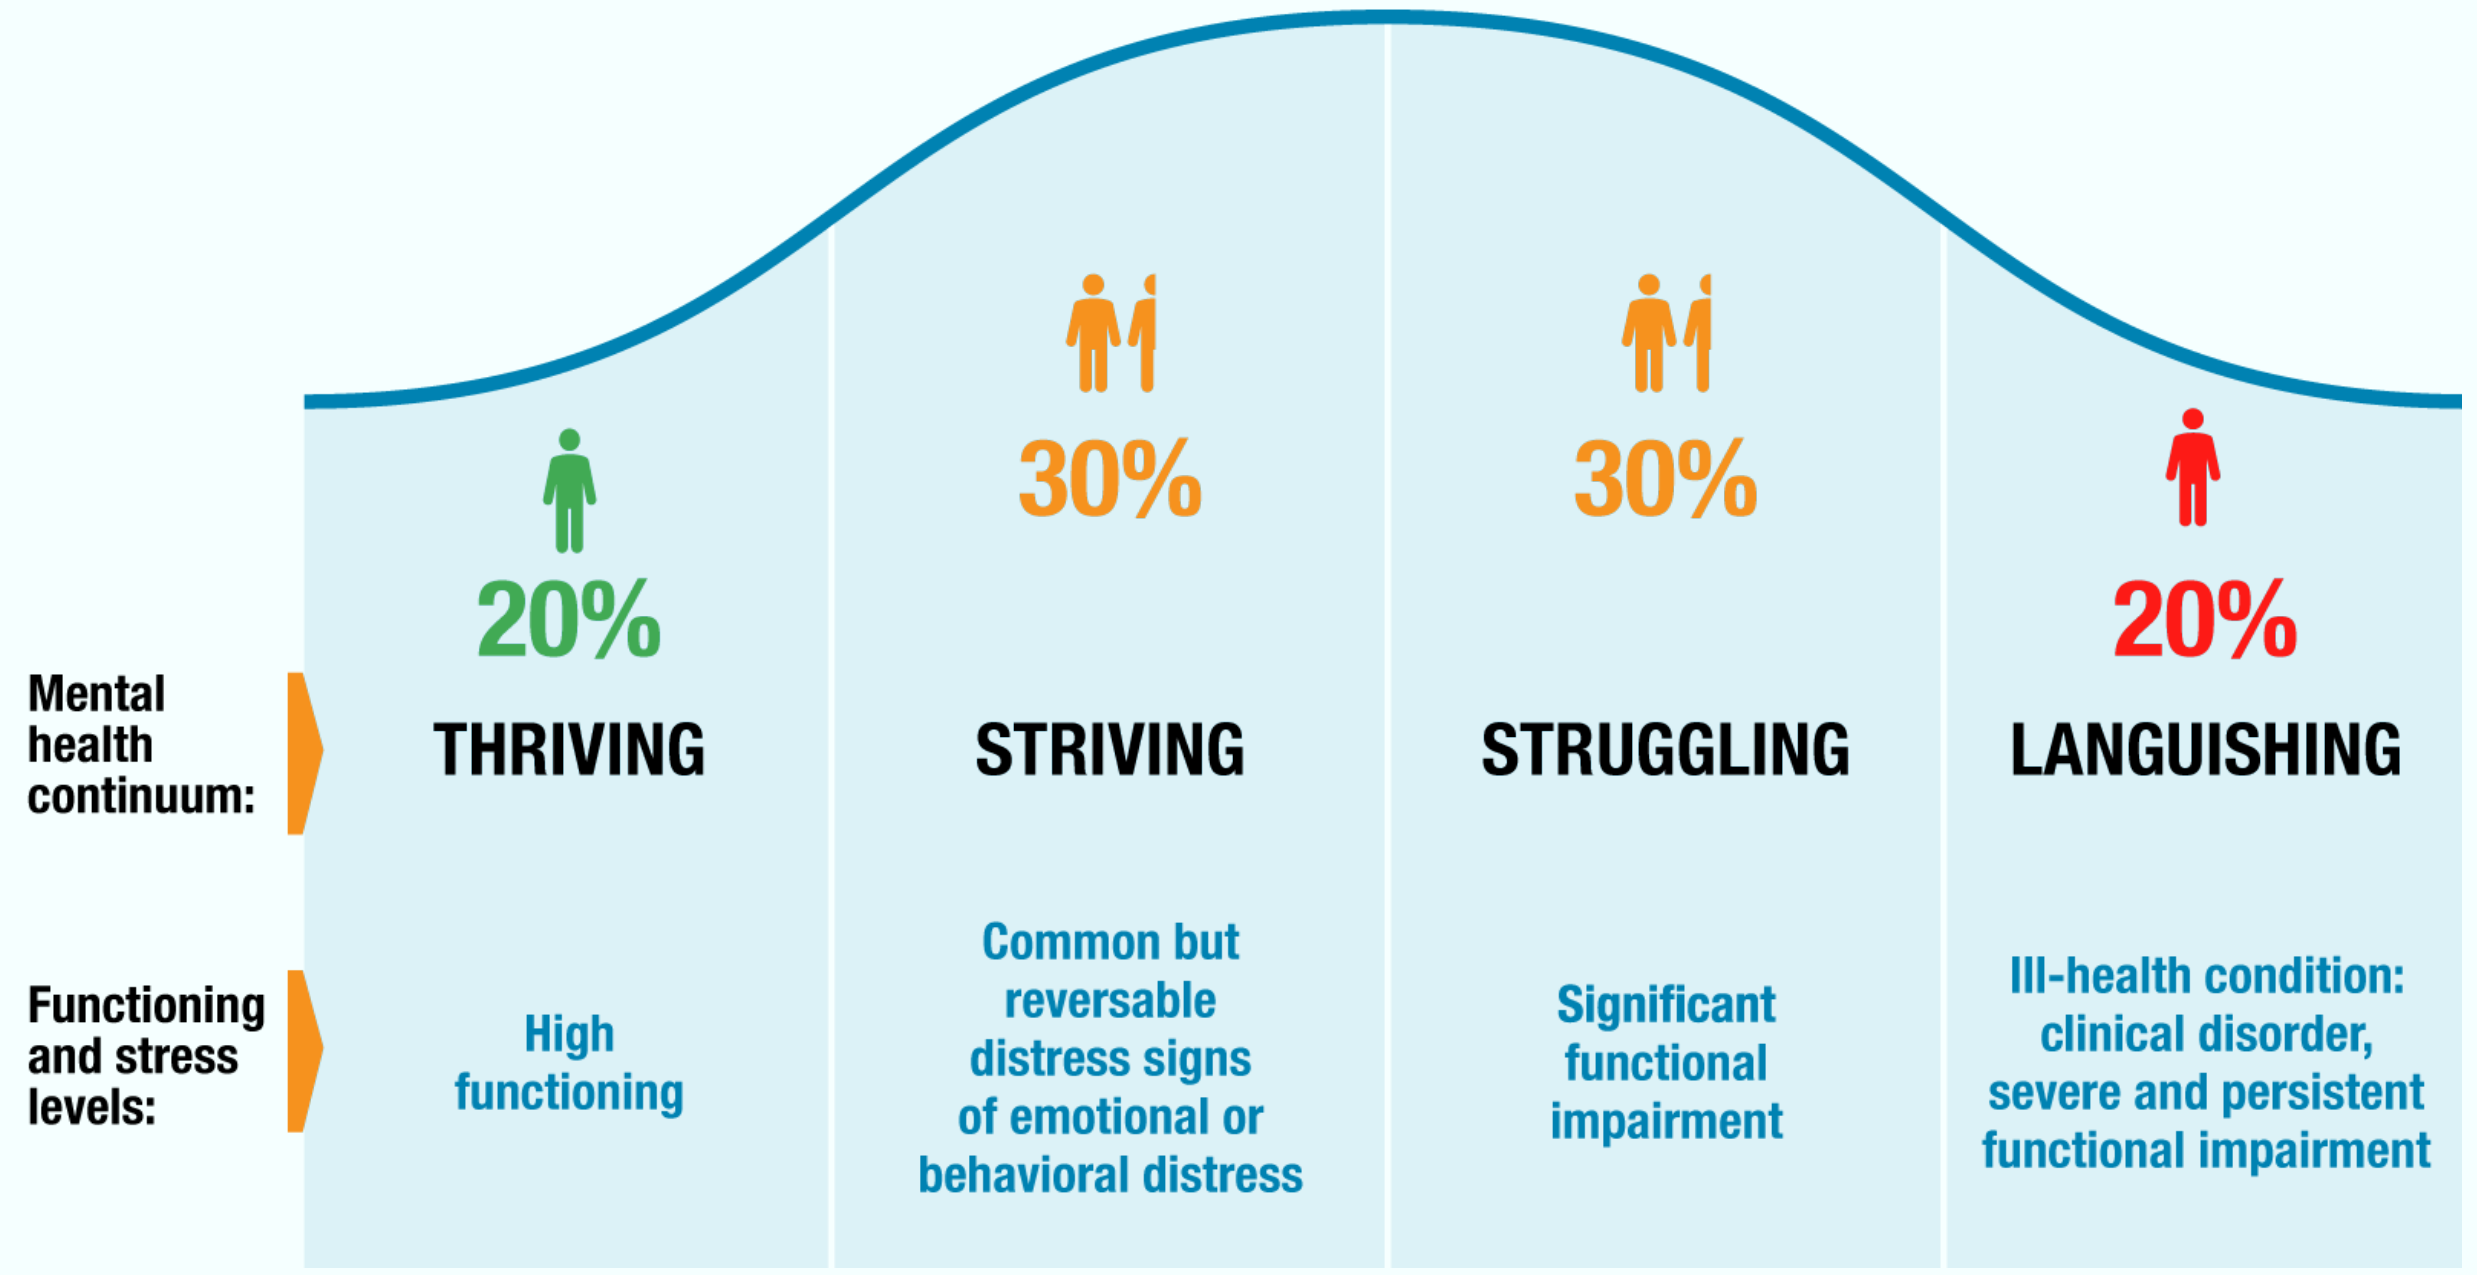 30%
30%
20%
20%
Mental
health
continuum:
THRIVING
STRIVING
STRUGGLING
LANGUISHING
Functioning
and stress
levels:
High
functioning
Common but
reversable
distress signs
of emotional or
behavioral distress
Significant
functional
impairment
Ill-health condition:
clinical disorder,
severe and persistent
functional impairment